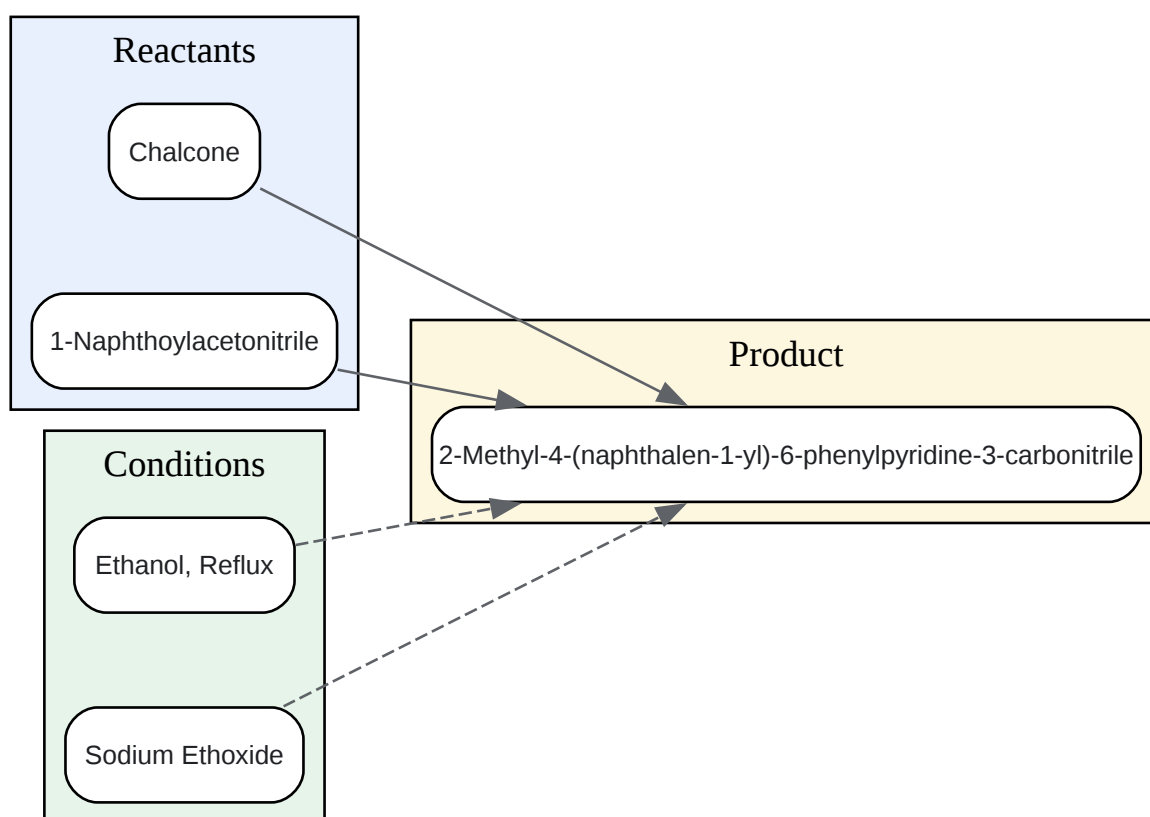 Reactants
Chalcone
1-Naphthoylacetonitrile
Product
2-Methyl-4-(naphthalen-1-yl)-6-phenylpyridine-3-carbonitrile
Conditions
Ethanol, Reflux
Sodium Ethoxide